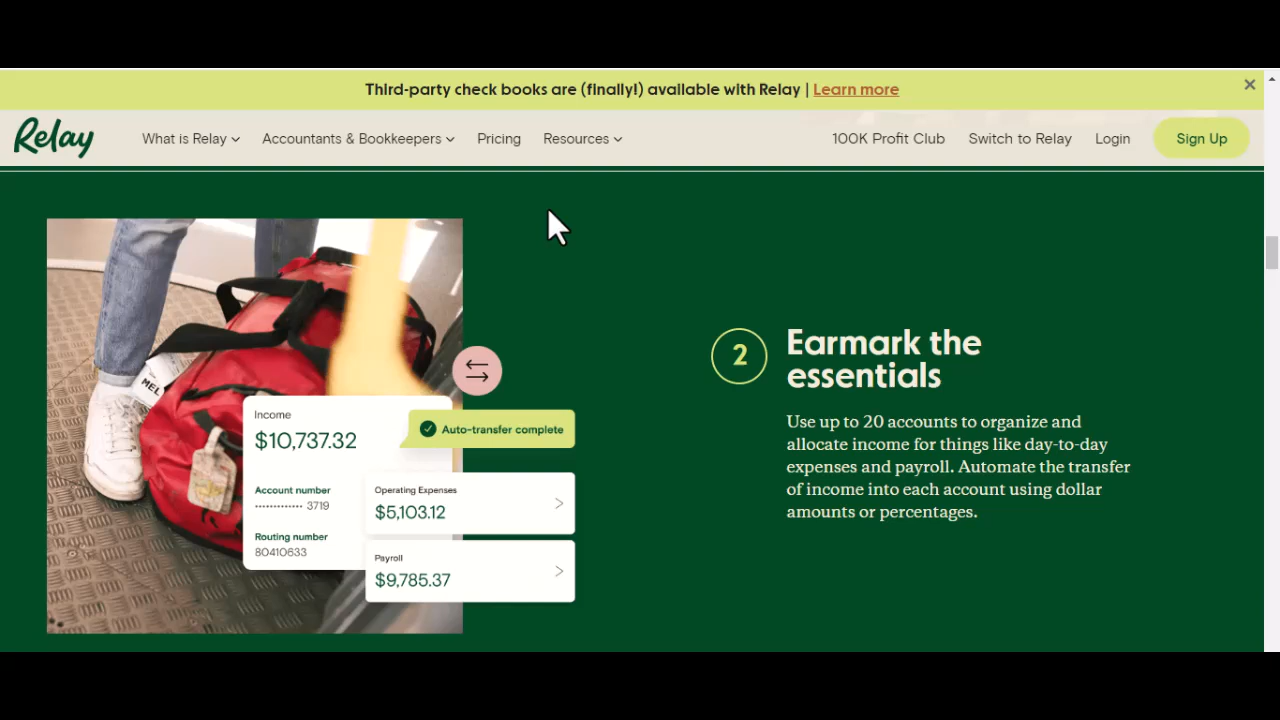 Third-party check books are (finally!) available with Relay | Learn more
Relay What is Relay Accountants & Bookkeepers Pricing Resources 100K Profit Club Switch to Relay Login Sign Up
MEL
Income
$10,737.32
Auto-transfer complete
Account number
············· 3719
Routing number
80410633
Operating Expenses
$5,103.12
Payroll
$9,785.37
2
Earmark the
essentials
Use up to 20 accounts to organize and
allocate income for things like day-to-day
expenses and payroll. Automate the transfer
of income into each account using dollar
amounts or percentages.